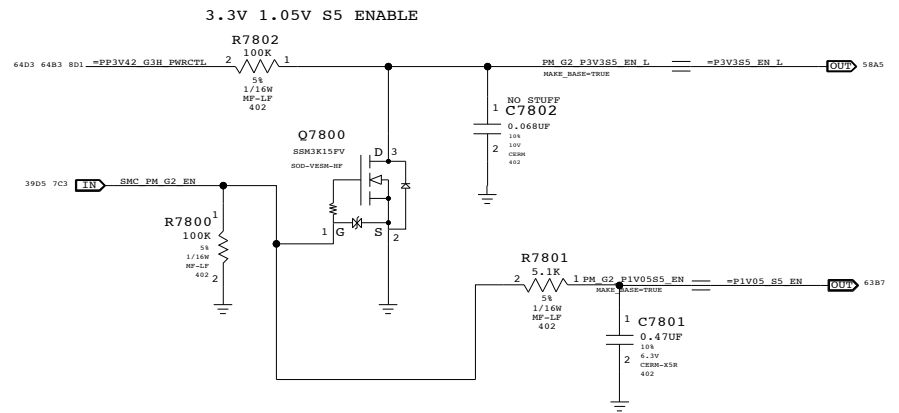 3.3V 1.05V S5 ENABLE
R7802
100K
64D3 64B3 8D1 =PP3V42_G3H_PWRCTL 2 1
5%
1/16W
MF-LF
402
PM_G2_P3V3S5_EN_L =P3V3S5_EN_L OUT 58A5
MAKE_BASE=TRUE
NO STUFF
1 C7802
0.068UF
10%
2 10V
CERM
402
Q7800
SSM3K15FV
SOD-VESM-HF
D 3
1 G S 2
39D5 7C3 IN SMC_PM_G2_EN
R7800 1
100K
5%
1/16W
MF-LF
402 2
R7801
5.1K
2 1 PM_G2_P1V05S5_EN =P1V05_S5_EN OUT 63B7
MAKE_BASE=TRUE
5%
1/16W
MF-LF
402
1 C7801
0.47UF
10%
2 6.3V
CERM-X5R
402